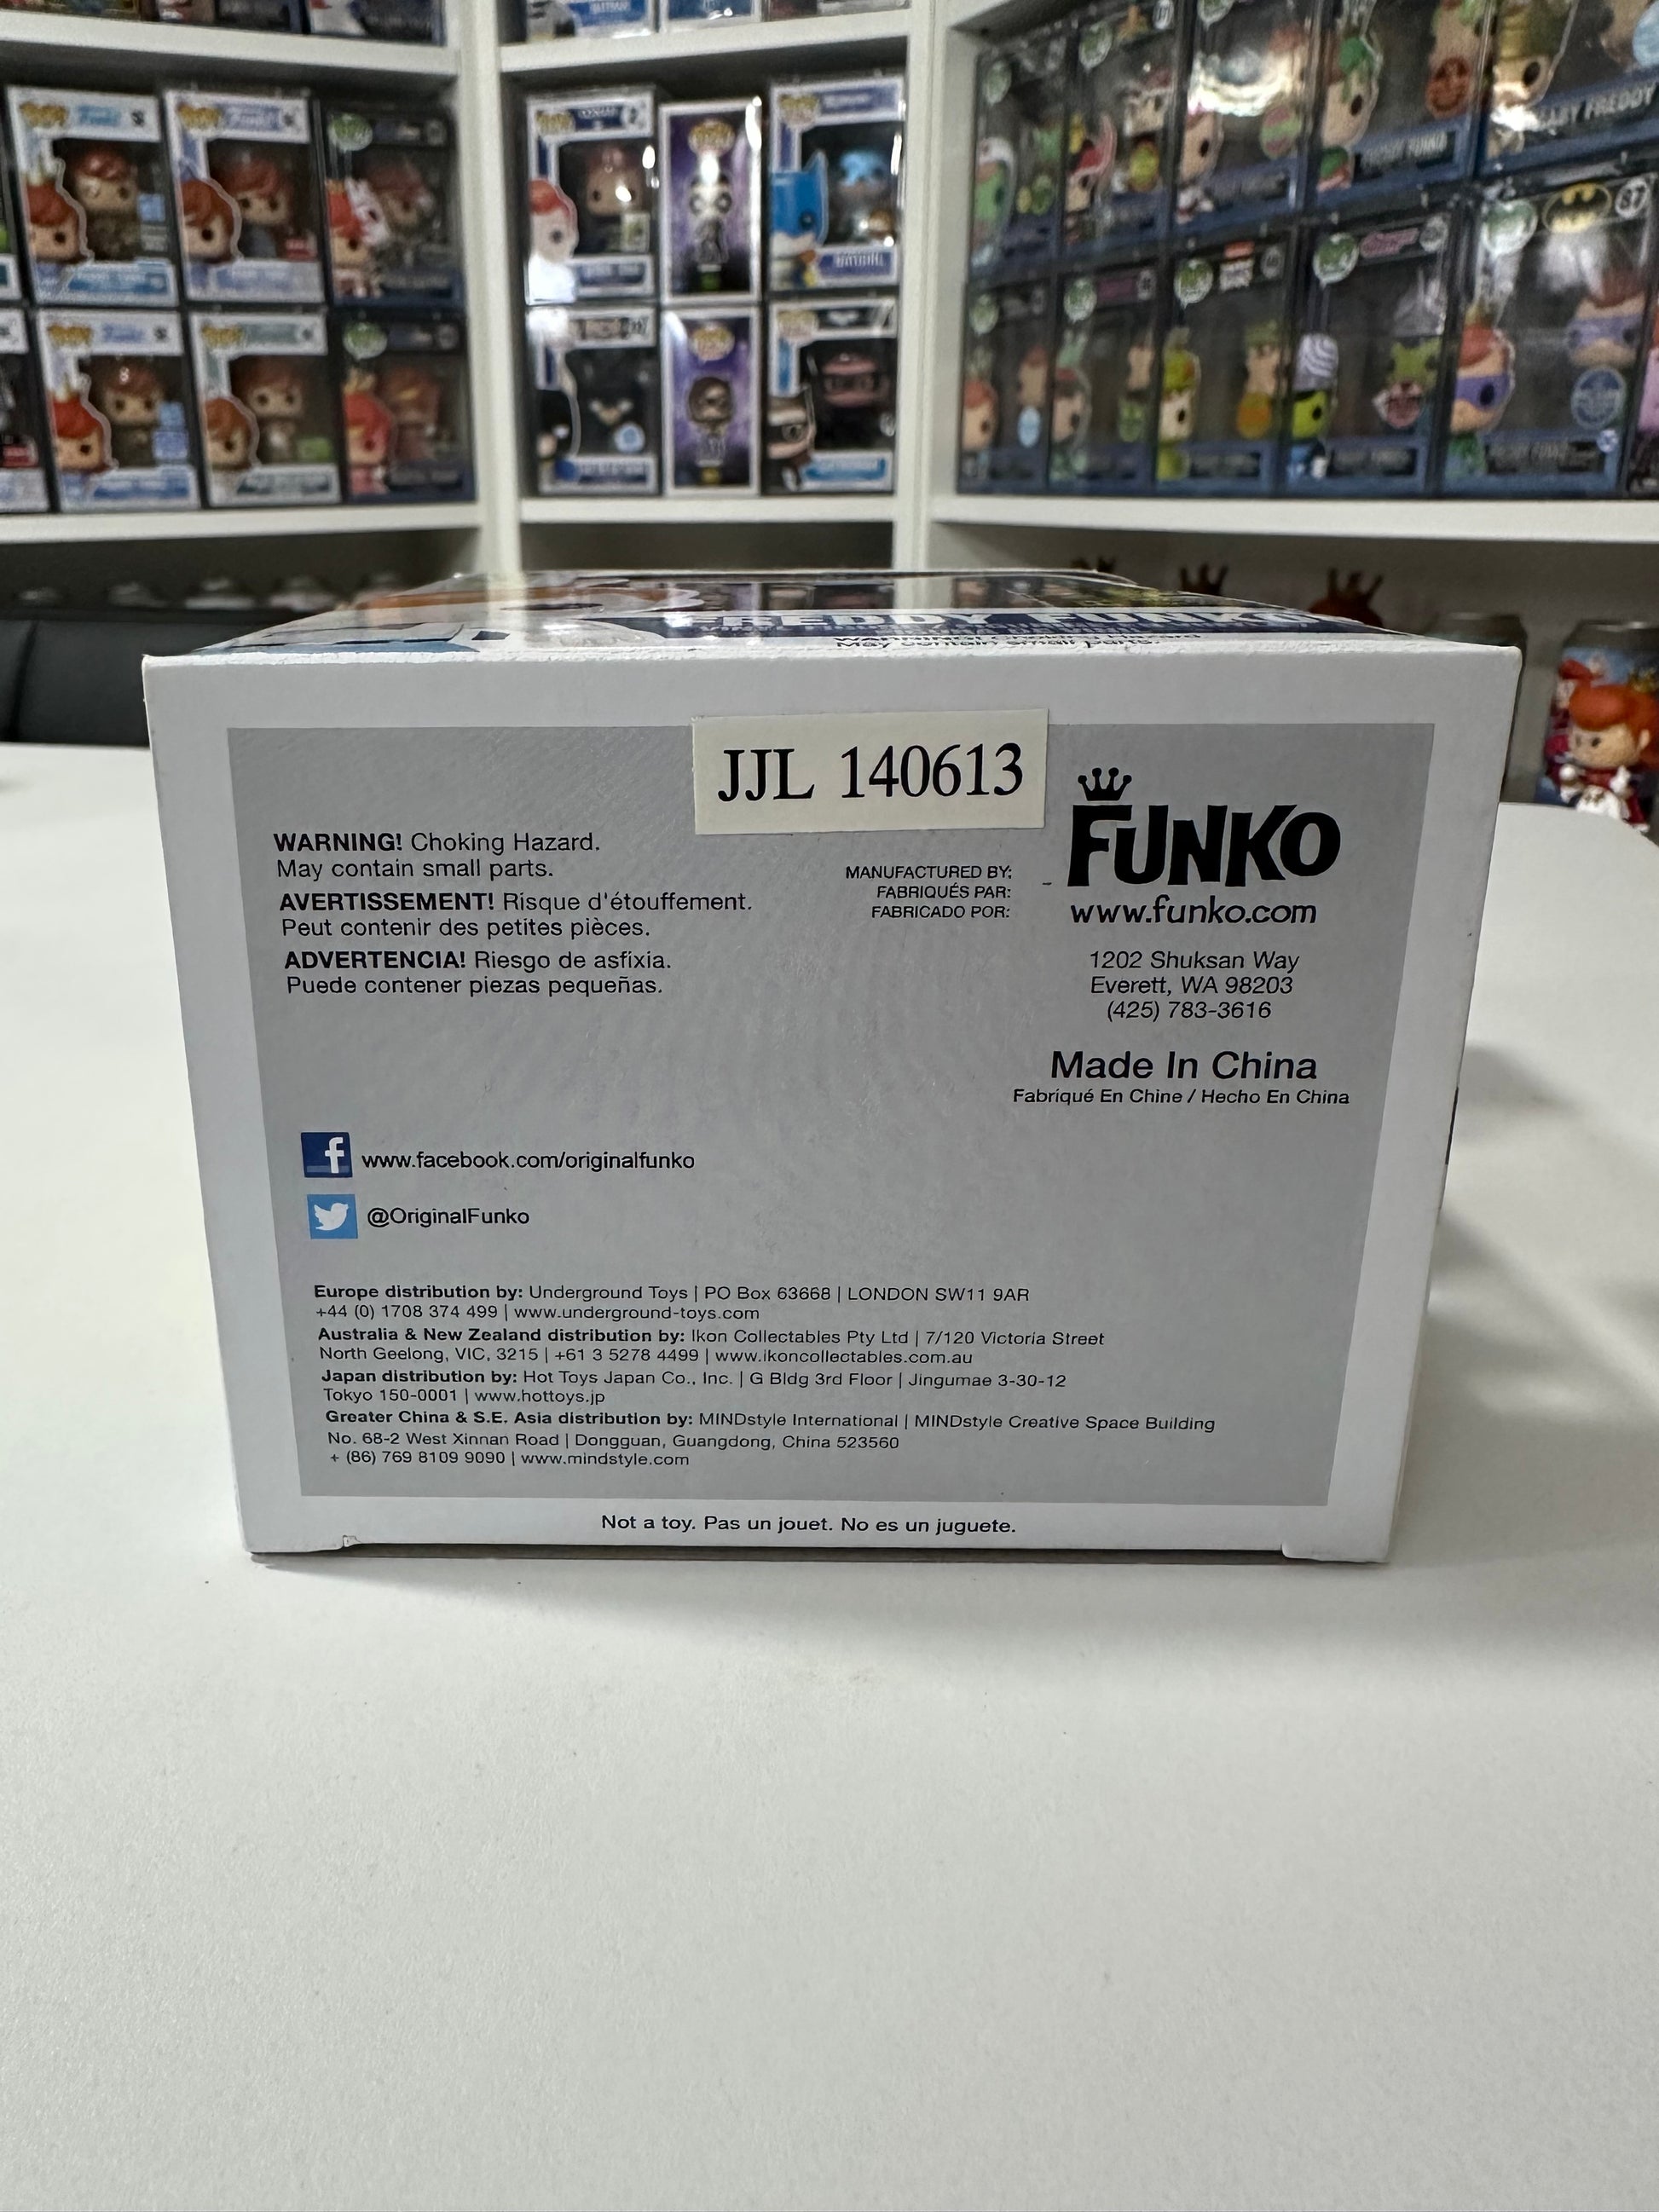 FREDDY FUNKO
May contain small parts.
JJL 140613
WARNING! Choking Hazard.
May contain small parts.
AVERTISSEMENT! Risque d'étouffement.
Peut contenir des petites pièces.
ADVERTENCIA! Riesgo de asfixia.
Puede contener piezas pequeñas.
MANUFACTURED BY:
FABRIQUÉS PAR:
FABRICADO POR:
FUNKO
www.funko.com
1202 Shuksan Way
Everett, WA 98203
(425) 783-3616
Made In China
Fabriqué En Chine / Hecho En China
f www.facebook.com/originalfunko
@OriginalFunko
Europe distribution by: Underground Toys | PO Box 63668 | LONDON SW11 9AR
+44 (0) 1708 374 499 | www.underground-toys.com
Australia & New Zealand distribution by: Ikon Collectables Pty Ltd | 7/120 Victoria Street
North Geelong, VIC, 3215 | +61 3 5278 4499 | www.ikoncollectables.com.au
Japan distribution by: Hot Toys Japan Co., Inc. | G Bldg 3rd Floor | Jingumae 3-30-12
Tokyo 150-0001 | www.hottoys.jp
Greater China & S.E. Asia distribution by: MINDstyle International | MINDstyle Creative Space Building
No. 68-2 West Xinnan Road | Dongguan, Guangdong, China 523560
+ (86) 769 8109 9090 | www.mindstyle.com
Not a toy. Pas un jouet. No es un juguete.